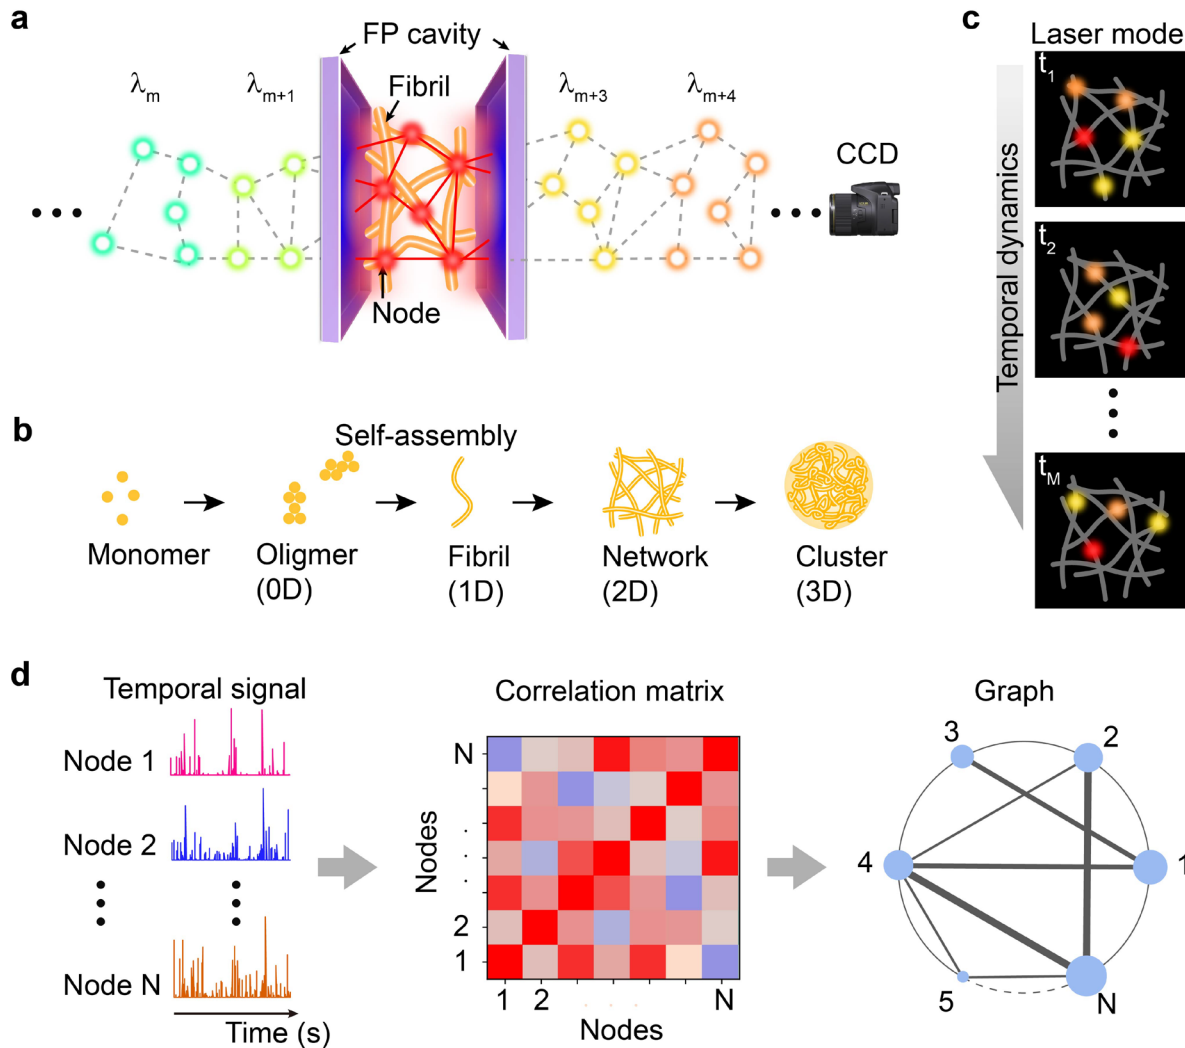 a
FP cavity
λm
λm+1
Fibril
λm+3
λm+4
CCD
Node
c
Laser mode
t1
t2
tM
Temporal dynamics
b
Self-assembly
Monomer
Oligmer
(0D)
Fibril
(1D)
Network
(2D)
Cluster
(3D)
d
Temporal signal
Node 1
Node 2
Node N
Time (s)
Correlation matrix
N
2
1
Nodes
1 2 . . . N
Nodes
Graph
3
2
4
1
5
N